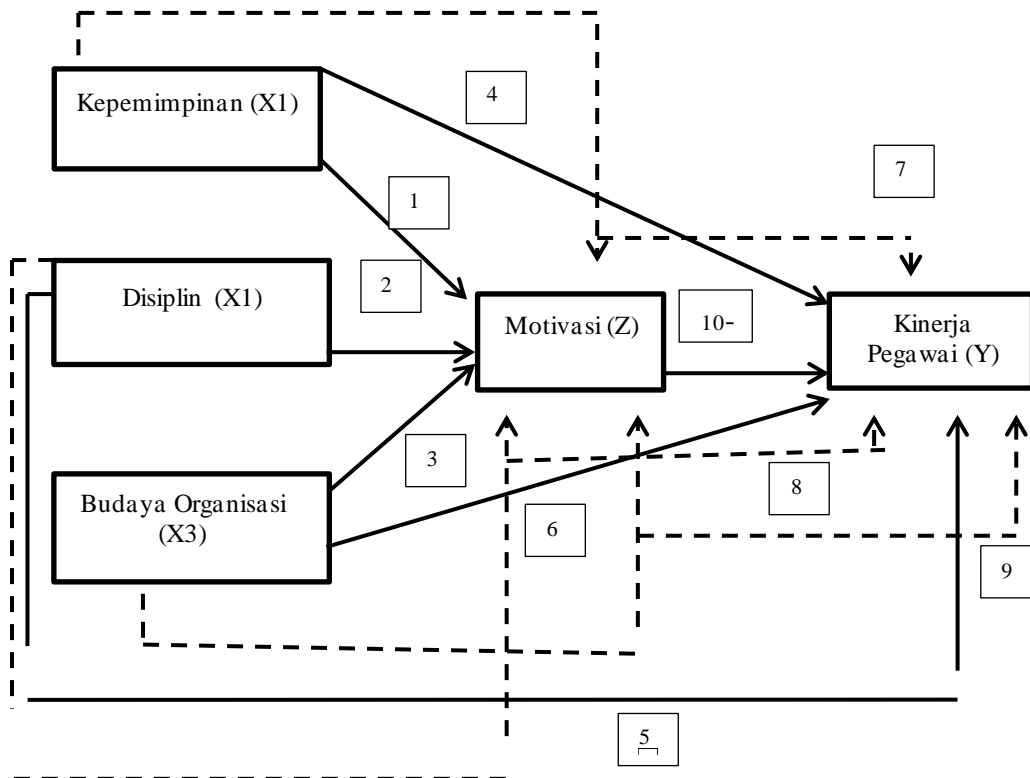 4
Kepemimpinan (X1)
7
1
2
Disiplin (X1)
Motivasi (Z)
10-
Kinerja
Pegawai (Y)
3
8
Budaya Organisasi
(X3)
6
9
5